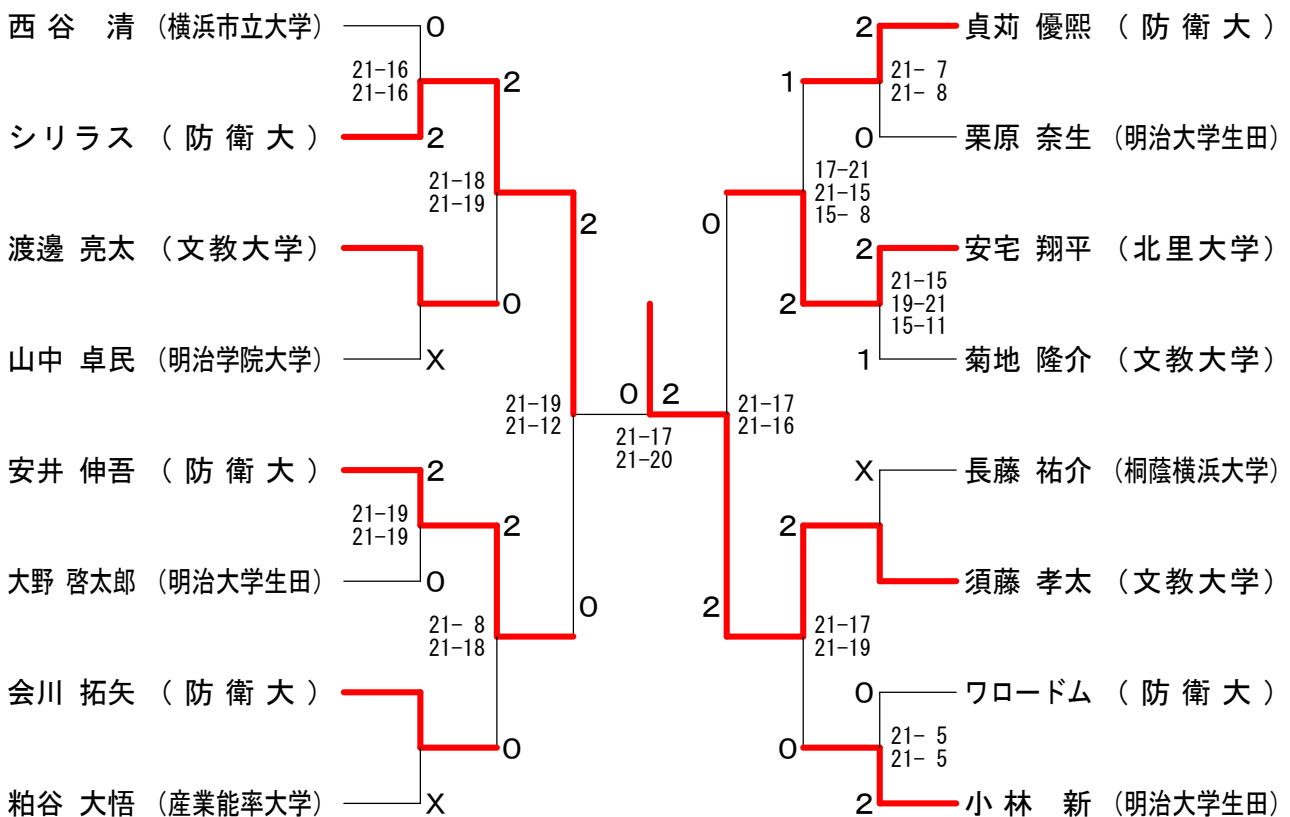 西谷 清 (横浜市立大学) 0
21-16
21-16
2
シリラス (防衛大) 2
21-18
21-19
2
渡邊 亮太 (文教大学)
0
山中 卓民 (明治学院大学) X
21-19
21-12
安井 伸吾 (防衛大) 2
21-19
21-19
2
大野 啓太郎 (明治大学生田) 0
21- 8
21-18
0
会川 拓矢 (防衛大)
0
粕谷 大悟 (産業能率大学) X
0 2
21-17
21-20
2 貞苅 優熙 (防衛大)
1
21- 7
21- 8
0 栗原 奈生 (明治大学生田)
17-21
21-15
15- 8
0
2 安宅 翔平 (北里大学)
2
21-15
19-21
15-11
1 菊地 隆介 (文教大学)
21-17
21-16
X 長藤 祐介 (桐蔭横浜大学)
2
須藤 孝太 (文教大学)
2
21-17
21-19
0 ワロードム (防衛大)
0
21- 5
21- 5
2 小林 新 (明治大学生田)